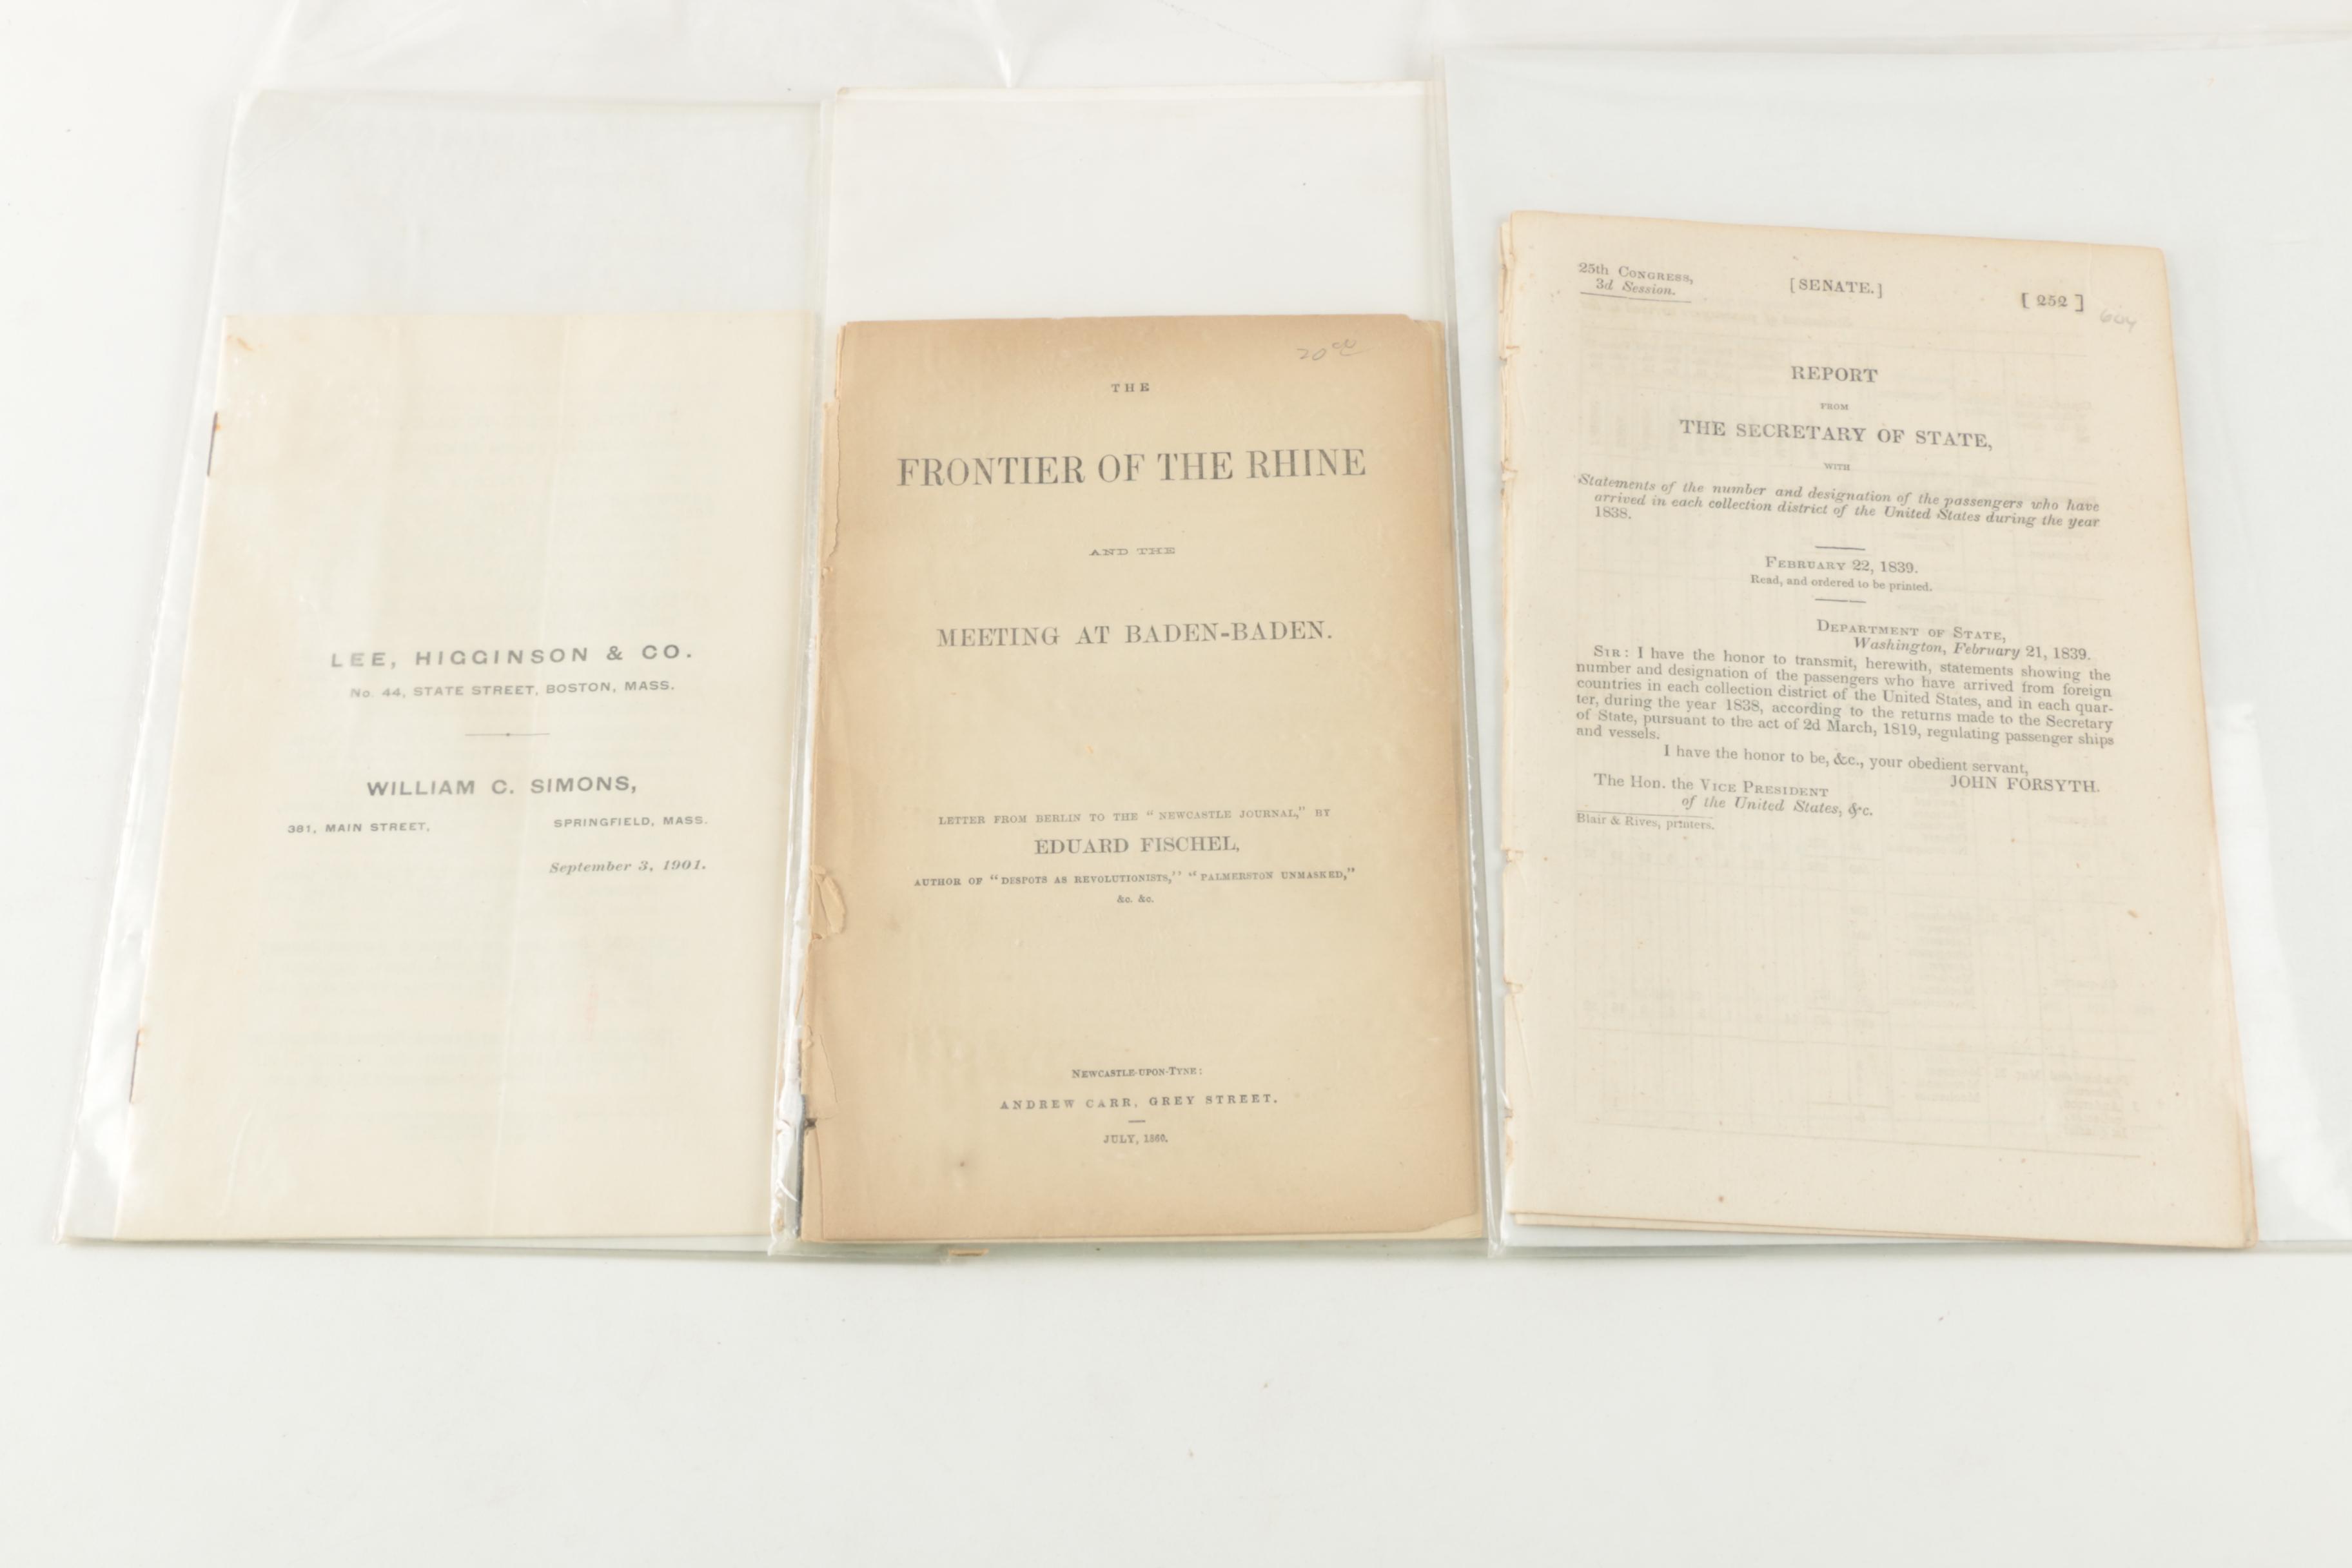 LEE, HIGGINSON & CO.
No. 44, STATE STREET, BOSTON, MASS.
WILLIAM C. SIMONS,
381, MAIN STREET, SPRINGFIELD, MASS.
September 3, 1901.
20 00
THE
FRONTIER OF THE RHINE
AND THE
MEETING AT BADEN-BADEN.
LETTER FROM BERLIN TO THE "NEWCASTLE JOURNAL," BY
EDUARD FISCHEL,
AUTHOR OF "DESPOTS AS REVOLUTIONISTS," "PALMERSTON UNMASKED,"
&c. &c.
NEWCASTLE-UPON-TYNE:
ANDREW CARR, GREY STREET.
JULY, 1860.
25th CONGRESS,
3d Session.
[SENATE.]
[ 252 ]
REPORT
FROM
THE SECRETARY OF STATE,
WITH
Statements of the number and designation of the passengers who have
arrived in each collection district of the United States during the year
1838.
FEBRUARY 22, 1839.
Read, and ordered to be printed.
DEPARTMENT OF STATE,
Washington, February 21, 1839.
SIR: I have the honor to transmit, herewith, statements showing the
number and designation of the passengers who have arrived from foreign
countries in each collection district of the United States, and in each quar-
ter, during the year 1838, according to the returns made to the Secretary
of State, pursuant to the act of 2d March, 1819, regulating passenger ships
and vessels.
I have the honor to be, &c., your obedient servant,
JOHN FORSYTH.
The Hon. the VICE PRESIDENT
of the United States, &c.
Blair & Rives, printers.